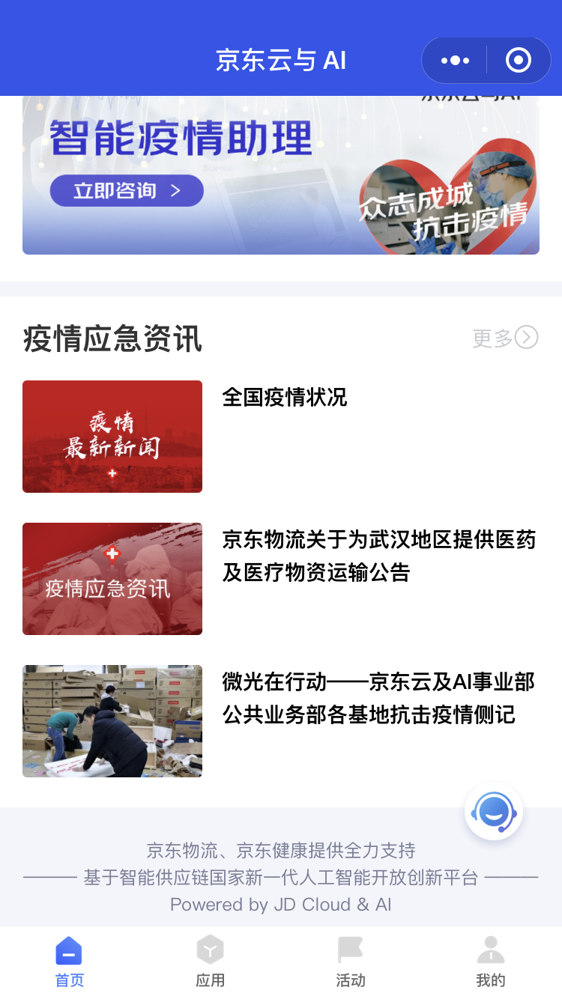 京东云与 AI
京东云与AI
智能疫情助理
立即咨询 >
众志成城
抗击疫情
疫情应急资讯
更多
疫情
最新新闻
全国疫情状况
疫情应急资讯
京东物流关于为武汉地区提供医药
及医疗物资运输公告
微光在行动——京东云及AI事业部
公共业务部各基地抗击疫情侧记
京东物流、京东健康提供全力支持
基于智能供应链国家新一代人工智能开放创新平台
Powered by JD Cloud & AI
首页
应用
活动
我的